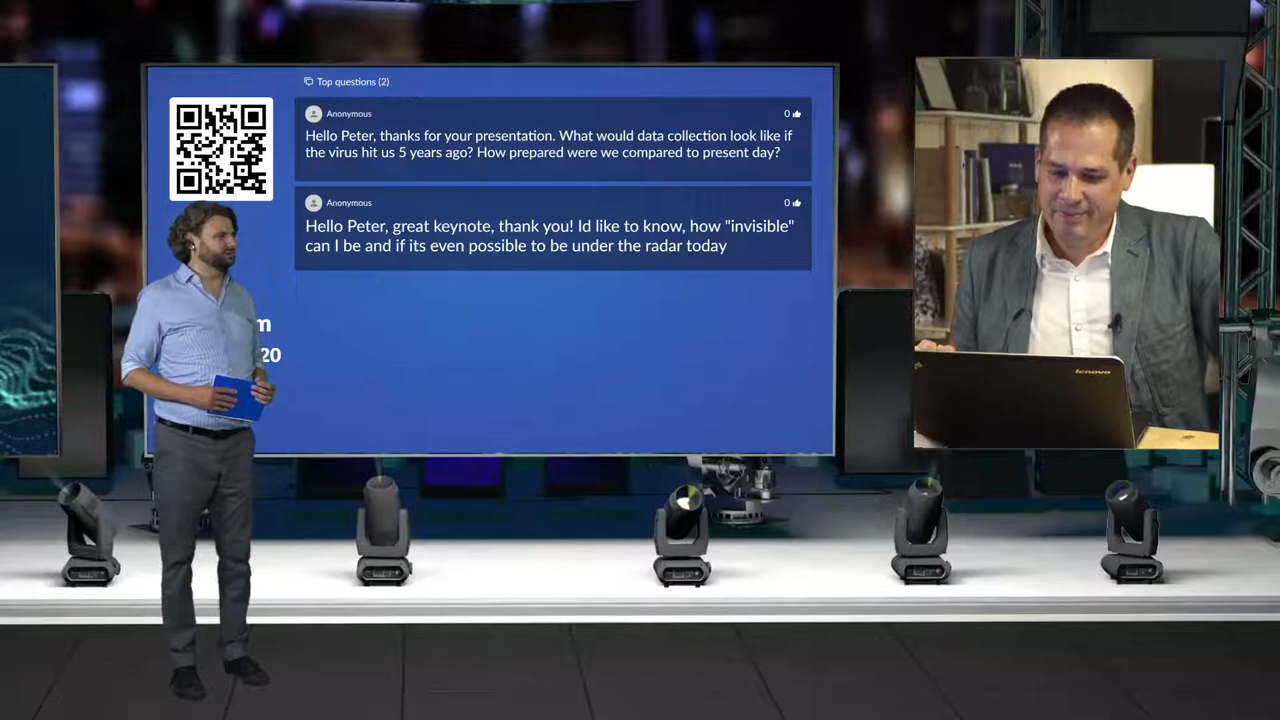 Top questions (2)
Anonymous
0
Hello Peter, thanks for your presentation. What would data collection look like if
the virus hit us 5 years ago? How prepared were we compared to present day?
Anonymous
0
Hello Peter, great keynote, thank you! Id like to know, how "invisible"
can I be and if its even possible to be under the radar today
m
20
lenovo